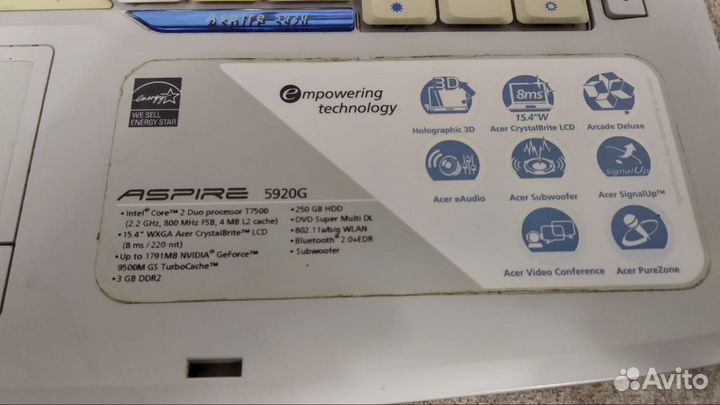 ASPIRE 5920G
energy
WE SELL
ENERGY STAR
empowering
technology
3D
Holographic 3D
8ms
15.4"W
Acer CrystalBrite LCD
Arcade Deluxe
Acer eAudio
Acer Subwoofer
SignalUp
Acer SignalUp™
Acer Video Conference
Acer PureZone
• Intel® Core™ 2 Duo processor T7500
(2.2 GHz, 800 MHz FSB, 4 MB L2 cache)
• 15.4" WXGA Acer CrystalBrite™ LCD
(8 ms / 220-nit)
• Up to 1791MB NVIDIA® GeForce™
9500M GS TurboCache™
• 3 GB DDR2
• 250 GB HDD
• DVD Super Multi DL
• 802.11a/b/g WLAN
• Bluetooth® 2.0+EDR
• Subwoofer
Avito